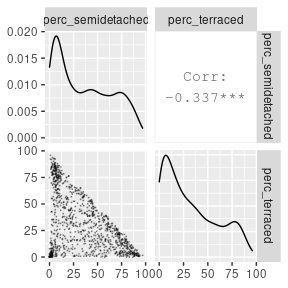 perc_semidetached perc_terraced
0.020
0.015
0.010
0.005
0.000
Corr:
-0.337***
perc_semidetached
100
75
50
25
0
perc_terraced
0 25 50 75 100 0 25 50 75 100